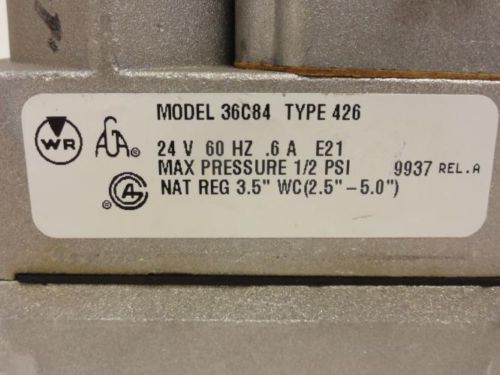 MODEL 36C84 TYPE 426
WR AGA® 24 V 60 HZ .6 A E21
MAX PRESSURE 1/2 PSI 9937 REL.A
© NAT REG 3.5" WC(2.5"-5.0")